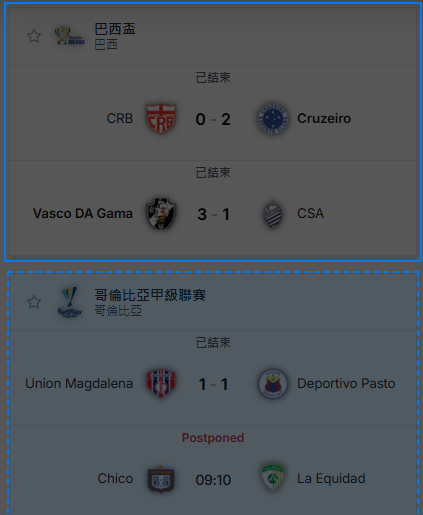 巴西盃
巴西
已結束
CRB 0 - 2 Cruzeiro
已結束
Vasco DA Gama 3 - 1 CSA
哥倫比亞甲級聯賽
哥倫比亞
已結束
Union Magdalena 1 - 1 Deportivo Pasto
Postponed
Chico 09:10 La Equidad